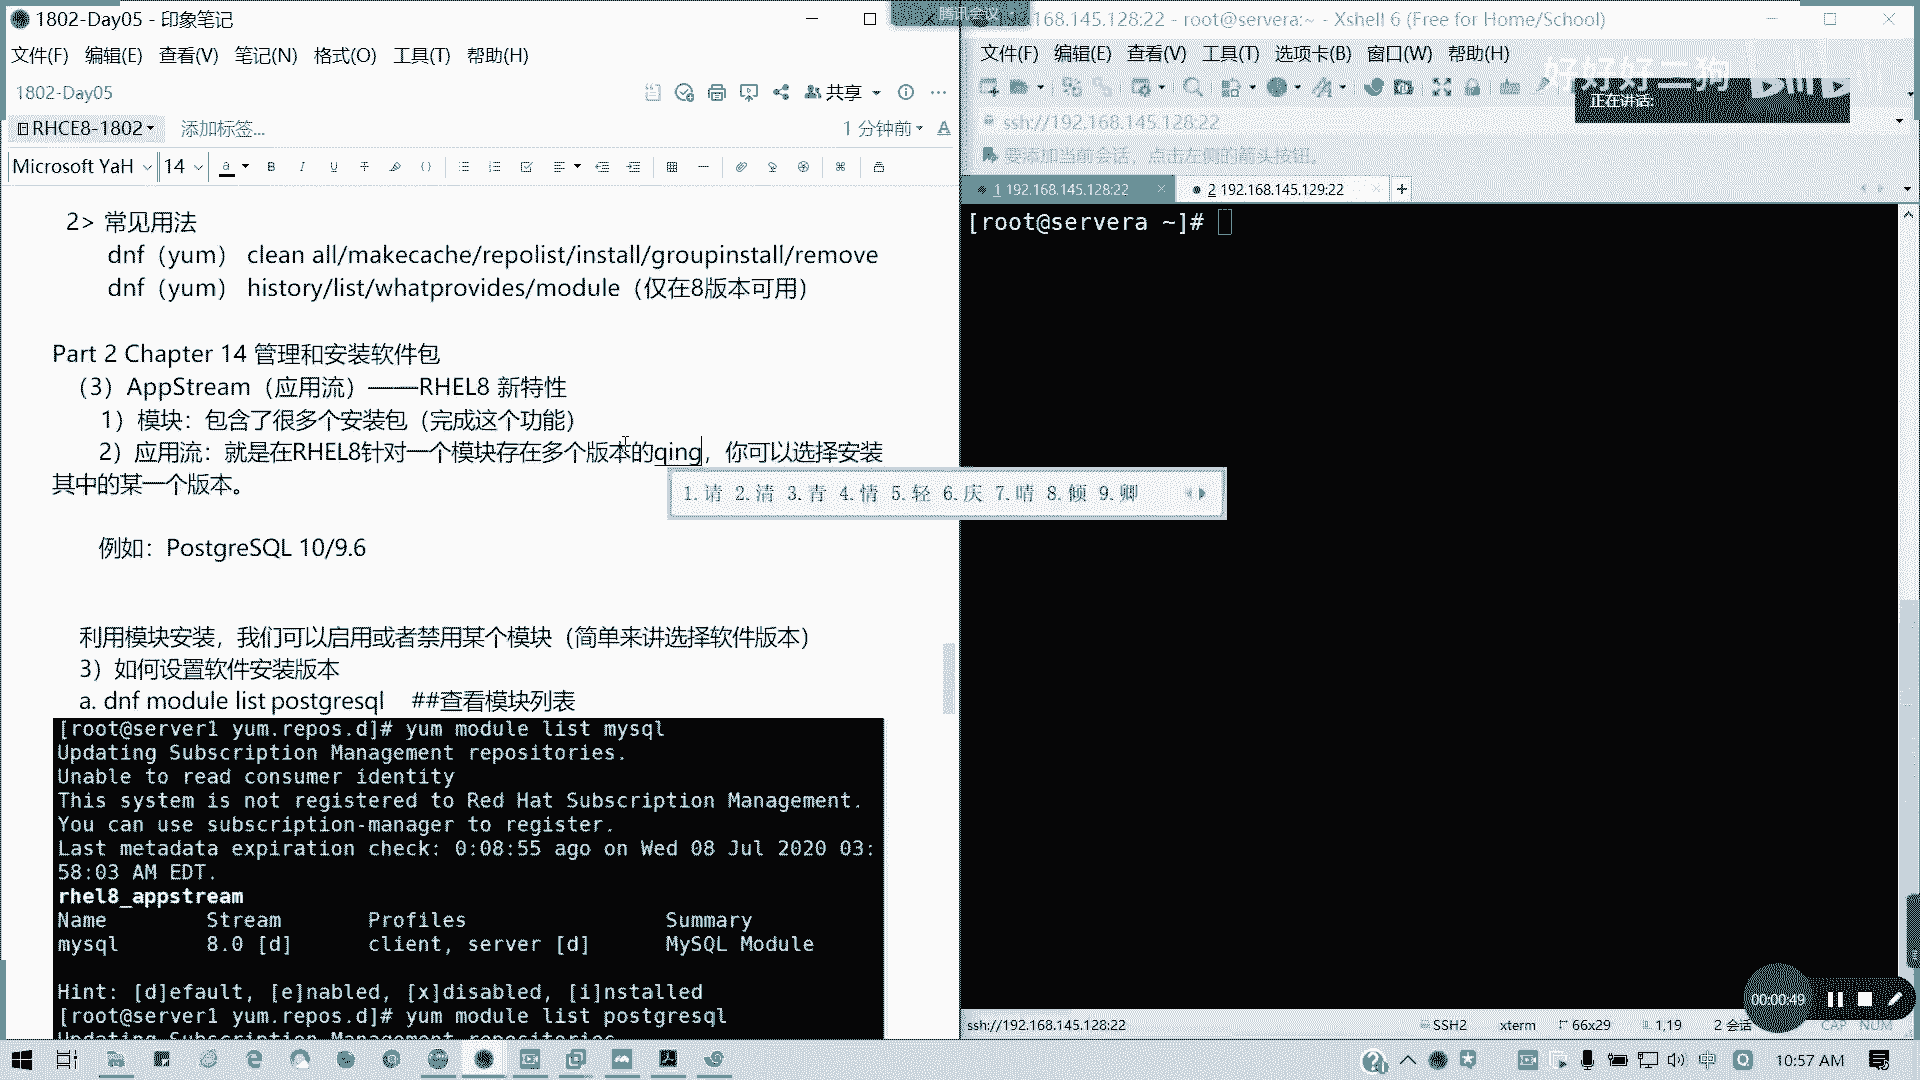 1802-Day05 - 印象笔记
文件(F) 编辑(E) 查看(V) 笔记(N) 格式(O) 工具(T) 帮助(H)
1802-Day05
共享
RHCE8-1802
添加标签...
1 分钟前
Microsoft YaH 14
2> 常见用法
dnf（yum） clean all/makecache/repolist/install/groupinstall/remove
dnf（yum） history/list/whatprovides/module（仅在8版本可用）
Part 2 Chapter 14 管理和安装软件包
（3）AppStream（应用流）——RHEL8 新特性
1）模块：包含了很多个安装包（完成这个功能）
2）应用流：就是在RHEL8针对一个模块存在多个版本的qing，你可以选择安装
其中的某一个版本。
1.请 2.清 3.青 4.情 5.轻 6.庆 7.晴 8.倾 9.卿
例如：PostgreSQL 10/9.6
利用模块安装，我们可以启用或者禁用某个模块（简单来讲选择软件版本）
3）如何设置软件安装版本
a. dnf module list postgresql ##查看模块列表
[root@server1 yum.repos.d]# yum module list mysql
Updating Subscription Management repositories.
Unable to read consumer identity
This system is not registered to Red Hat Subscription Management.
You can use subscription-manager to register.
Last metadata expiration check: 0:08:55 ago on Wed 08 Jul 2020 03:
58:03 AM EDT.
rhel8_appstream
Name Stream Profiles Summary
mysql 8.0 [d] client, server [d] MySQL Module
Hint: [d]efault, [e]nabled, [x]disabled, [i]nstalled
[root@server1 yum.repos.d]# yum module list postgresql
Updating Subscription Management repositories
腾讯会议
168.145.128:22 - root@servera:~ - Xshell 6 (Free for Home/School)
文件(F) 编辑(E) 查看(V) 工具(T) 选项卡(B) 窗口(W) 帮助(H)
好好好二狗
正在讲话:
ssh://192.168.145.128:22
要添加当前会话，点击左侧的箭头按钮。
1 192.168.145.128:22
2 192.168.145.129:22
[root@servera ~]#
00:00:49
ssh://192.168.145.128:22 SSH2 xterm 66x29 1,19 2 会话 CAP NUM
中 10:57 AM